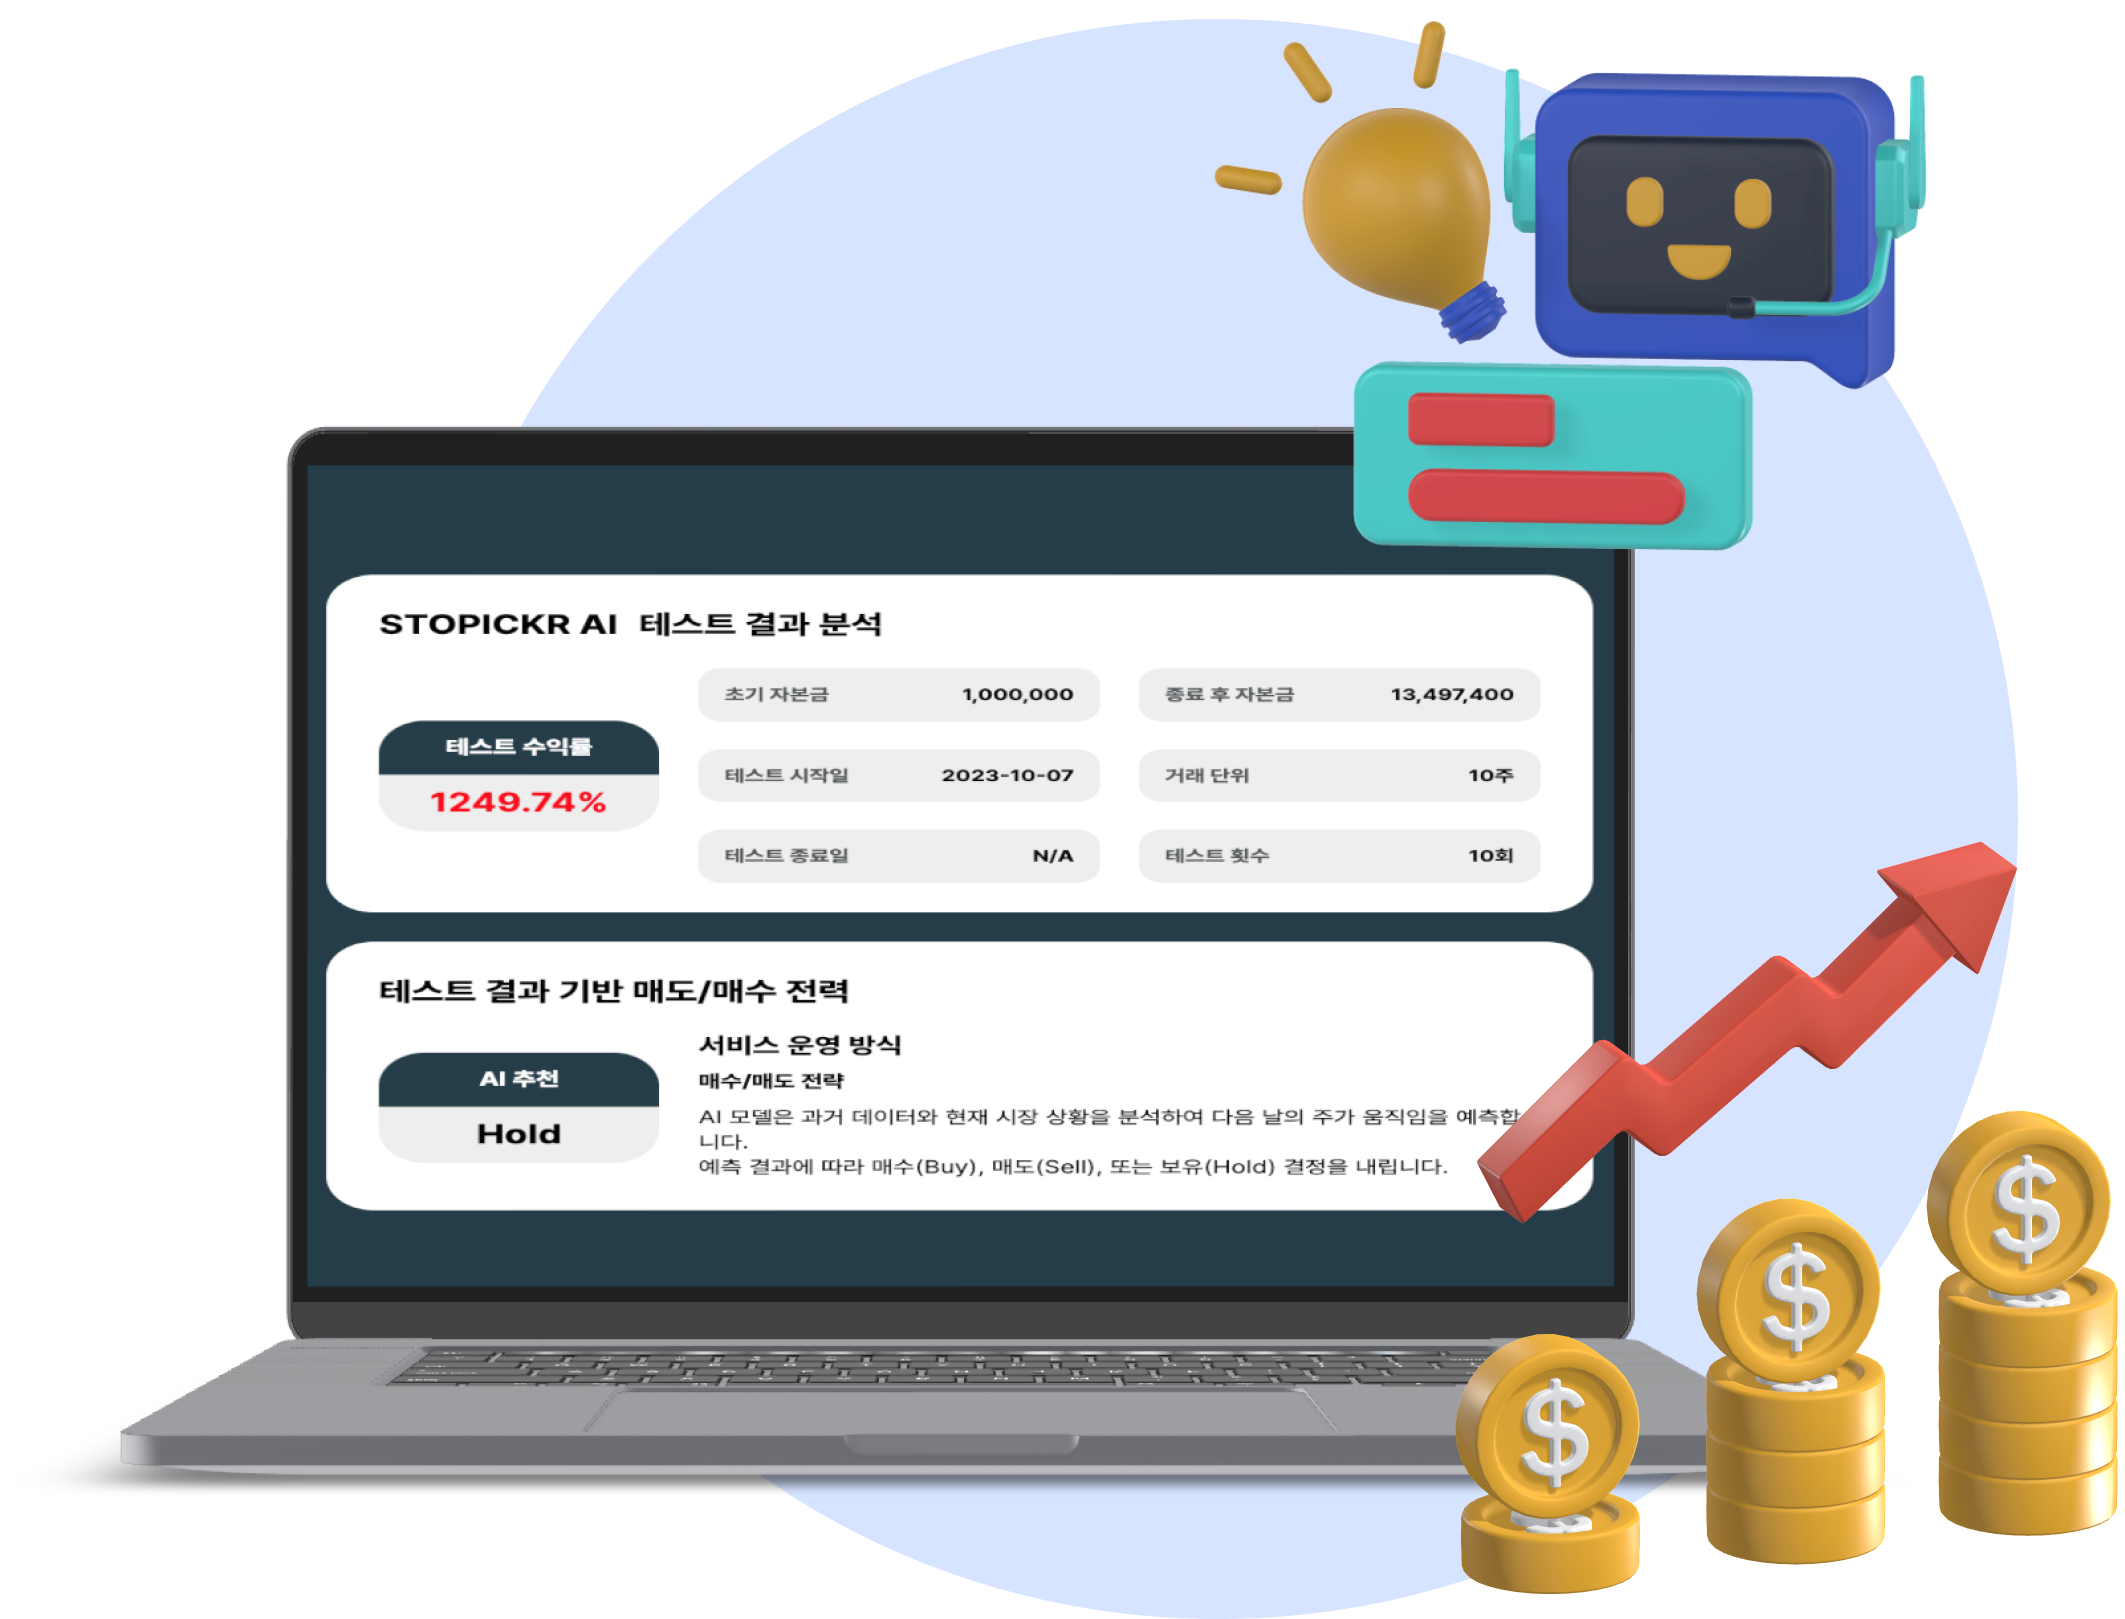 STOPICKR AI 테스트 결과 분석
테스트 수익률
1249.74%
초기 자본금 1,000,000
종료 후 자본금 13,497,400
테스트 시작일 2023-10-07
거래 단위 10주
테스트 종료일 N/A
테스트 횟수 10회
테스트 결과 기반 매도/매수 전력
AI 추천
Hold
서비스 운영 방식
매수/매도 전략
AI 모델은 과거 데이터와 현재 시장 상황을 분석하여 다음 날의 주가 움직임을 예측합
니다.
예측 결과에 따라 매수(Buy), 매도(Sell), 또는 보유(Hold) 결정을 내립니다.
$
$
$